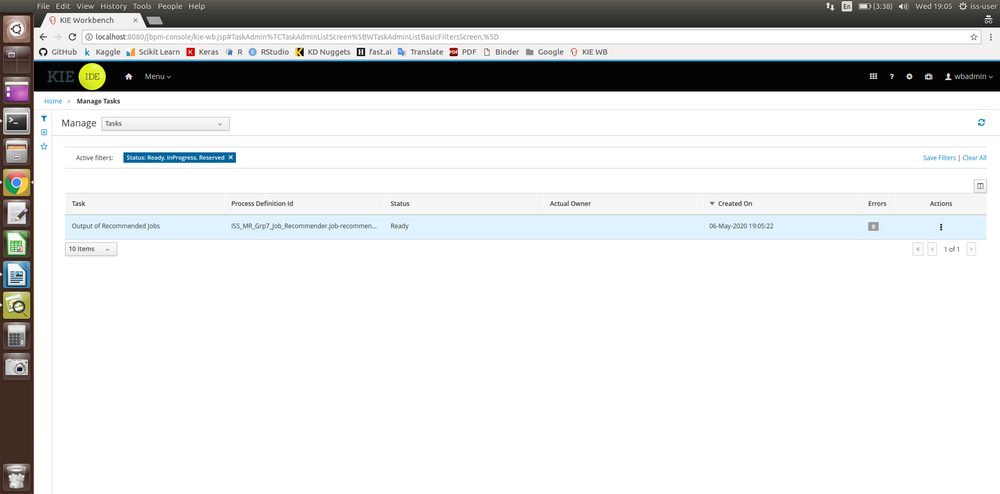 File Edit View History Tools People Help
En (3:38) Wed 19:05 iss-user
KIE Workbench
localhost:8080/jbpm-console/kie-wb.jsp#TaskAdmin%7CTaskAdminListScreen%5BWTaskAdminListBasicFiltersScreen,%5D
GitHub k Kaggle Scikit Learn K Keras R R R RStudio K KD Nuggets H fast.ai Translate PDF PDF Binder Google KIE WB
KIE IDE Menu ? wbadmin
Home » Manage Tasks
Manage Tasks
Active filters: Status: Ready, InProgress, Reserved × Save Filters | Clear All
Task Process Definition Id Status Actual Owner Created On Errors Actions
Output of Recommended Jobs ISS_MR_Grp7_Job_Recommender.job-recommen... Ready 06-May-2020 19:05:22 0
10 Items « ‹ 1 of 1 ›